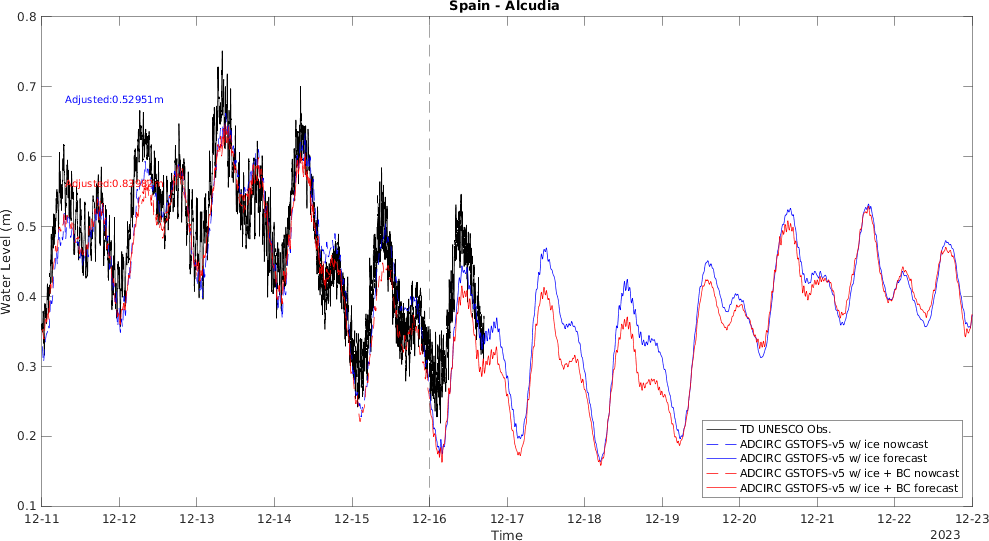 Spain - Alcudia
0.8
0.7
0.6
0.5
0.4
0.3
0.2
0.1
Water Level (m)
Adjusted:0.52951m
TD UNESCO Obs.
ADCIRC GSTOFS-v5 w/ ice nowcast
ADCIRC GSTOFS-v5 w/ ice forecast
ADCIRC GSTOFS-v5 w/ ice + BC nowcast
ADCIRC GSTOFS-v5 w/ ice + BC forecast
12-11 12-12 12-13 12-14 12-15 12-16 12-17 12-18 12-19 12-20 12-21 12-22 12-23
Time
2023